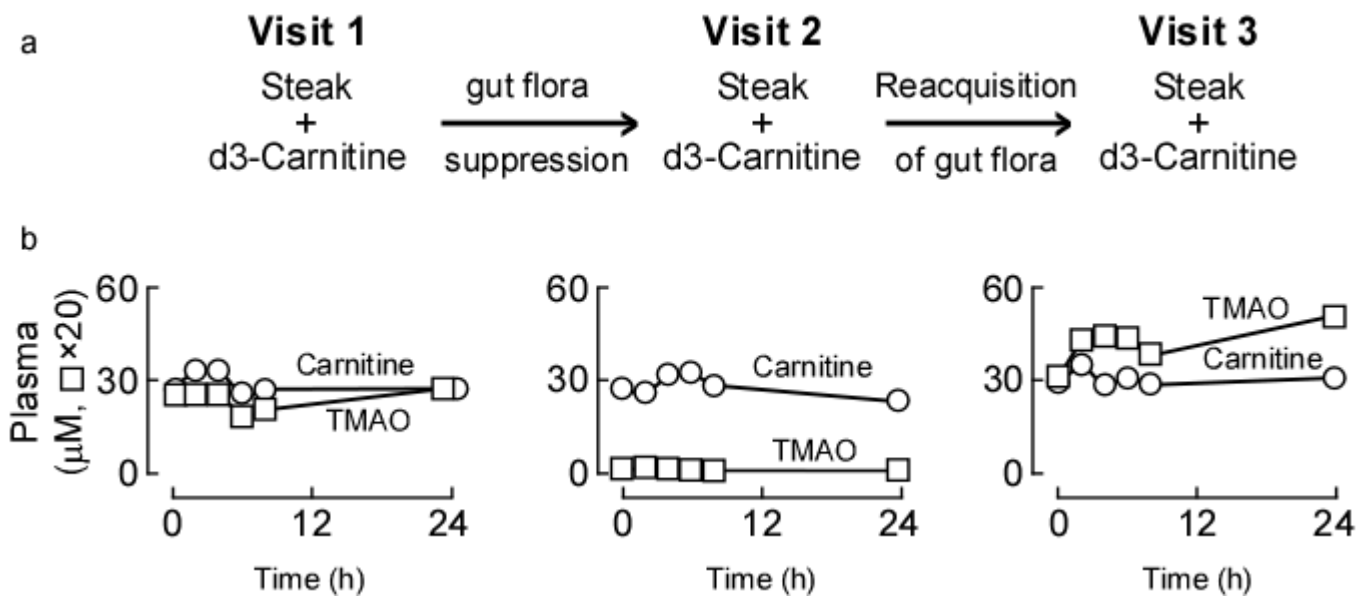 a
Visit 1 Visit 2 Visit 3
Steak gut flora Steak Reacquisition Steak
+ + +
d3-Carnitine suppression d3-Carnitine of gut flora d3-Carnitine
b
Plasma
(μM, □ ×20)
60
30
0
Carnitine
TMAO
0 12 24
Time (h)
60
30
0
Carnitine
TMAO
0 12 24
Time (h)
60
30
0
TMAO
Carnitine
0 12 24
Time (h)